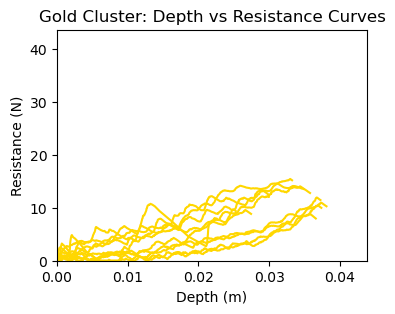 Gold Cluster: Depth vs Resistance Curves
Resistance (N)
40
30
20
10
0
0.00 0.01 0.02 0.03 0.04
Depth (m)